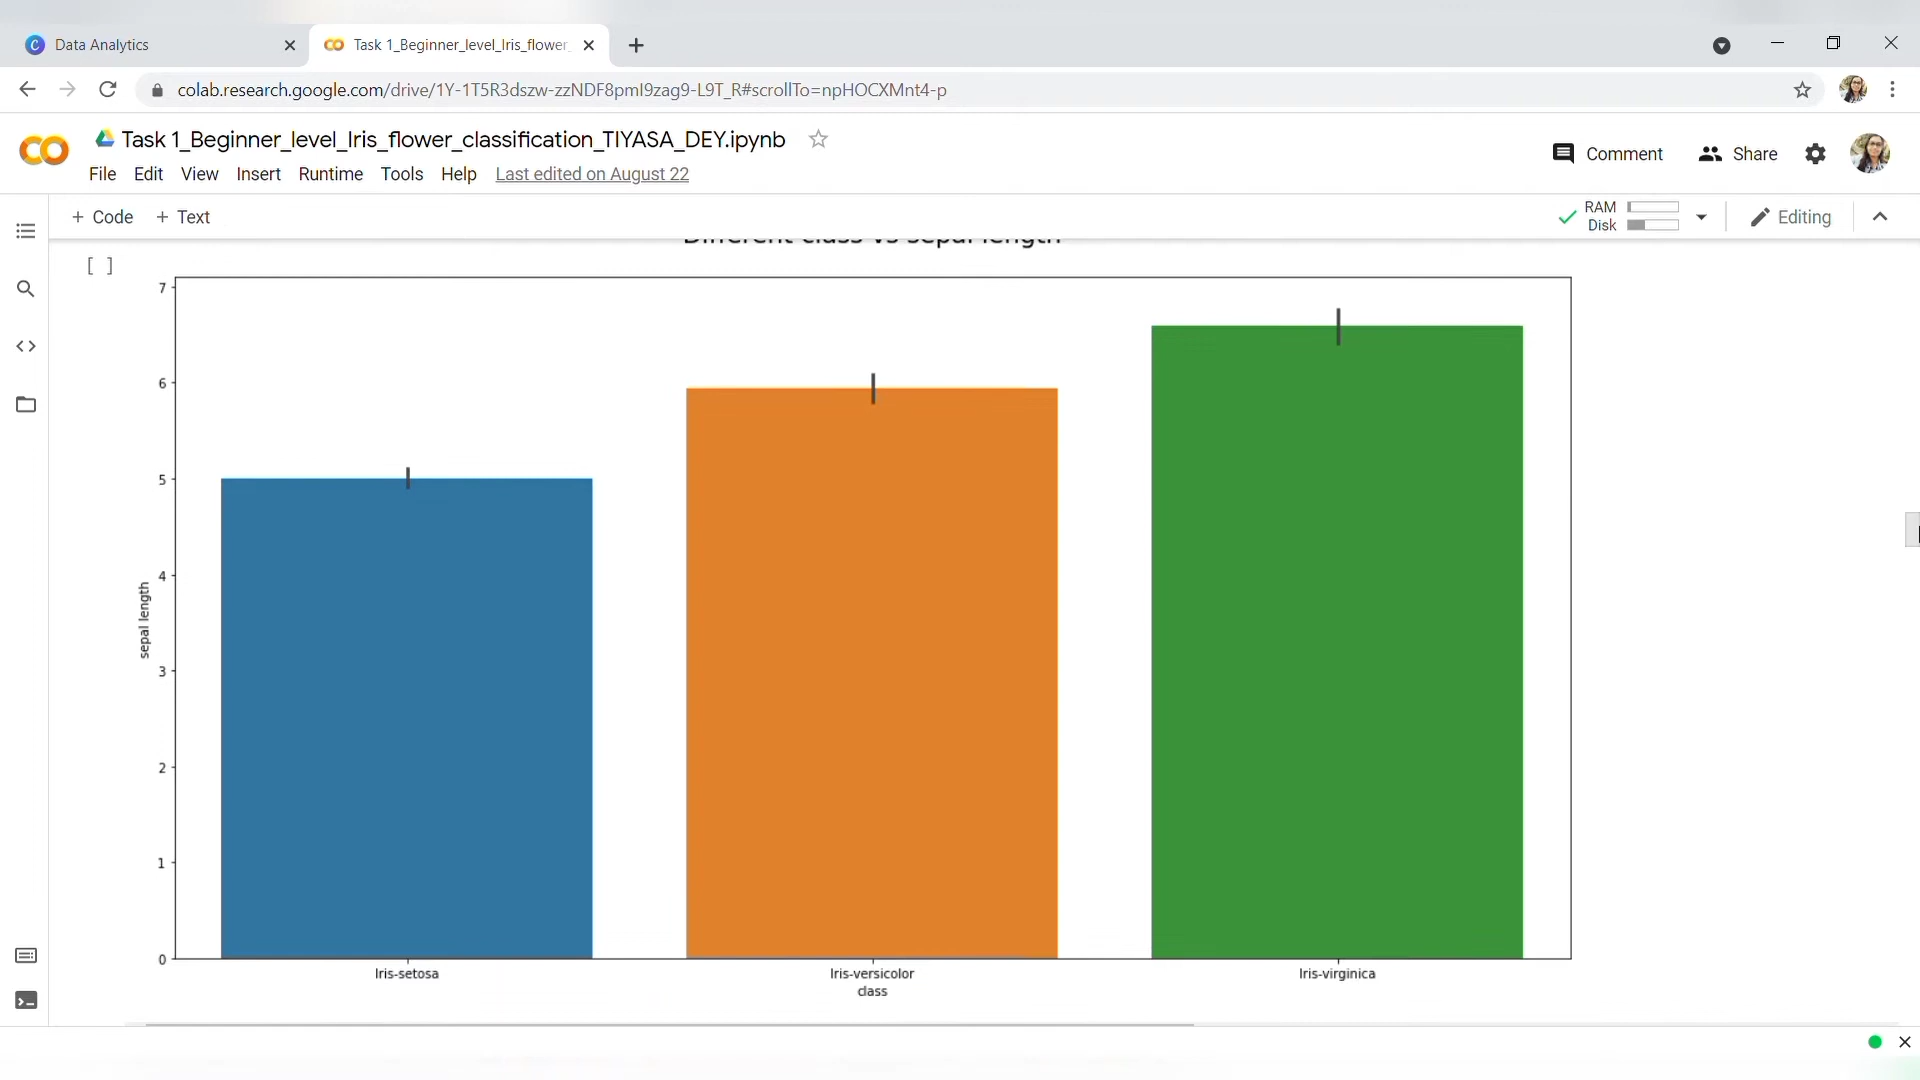 Data Analytics
Task 1_Beginner_level_Iris_flower_
colab.research.google.com/drive/1Y-1T5R3dszw-zzNDF8pmI9zag9-L9T_R#scrollTo=npHOCXMnt4-p
Task 1_Beginner_level_Iris_flower_classification_TIYASA_DEY.ipynb
Comment
Share
File Edit View Insert Runtime Tools Help Last edited on August 22
+ Code + Text
RAM
Disk
Editing
Different class vs sepal length
[ ]
7
6
5
4
3
2
1
0
sepal length
Iris-setosa Iris-versicolor Iris-virginica
class